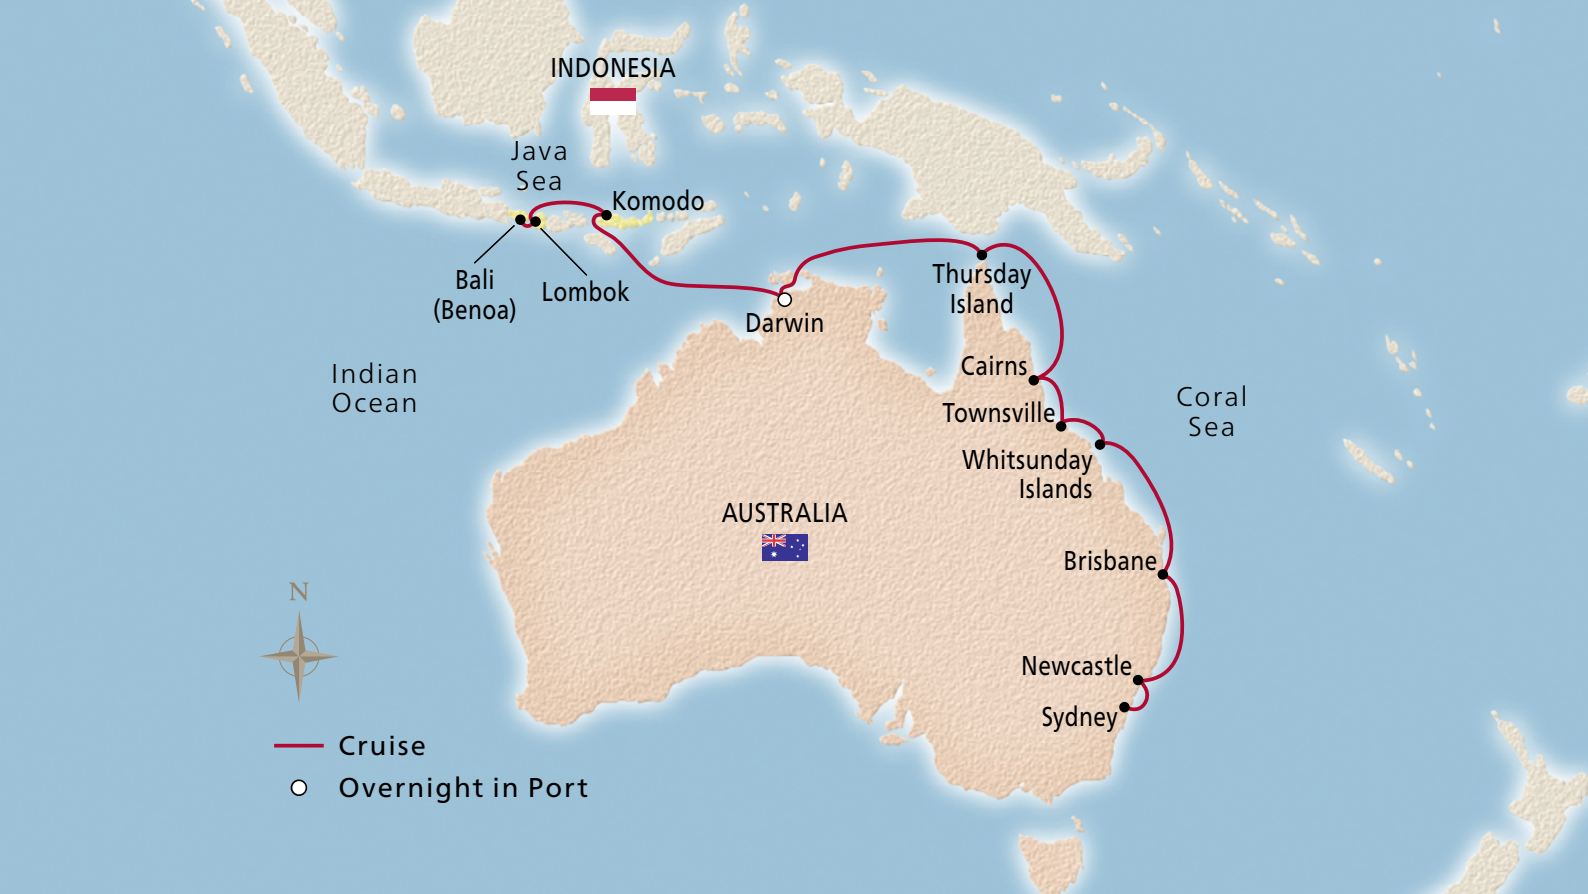 INDONESIA
Java
Sea
Komodo
Bali
(Benoa)
Lombok
Darwin
Thursday
Island
Indian
Ocean
Cairns
Coral
Sea
Townsville
Whitsunday
Islands
AUSTRALIA
Brisbane
N
Newcastle
Sydney
Cruise
Overnight in Port